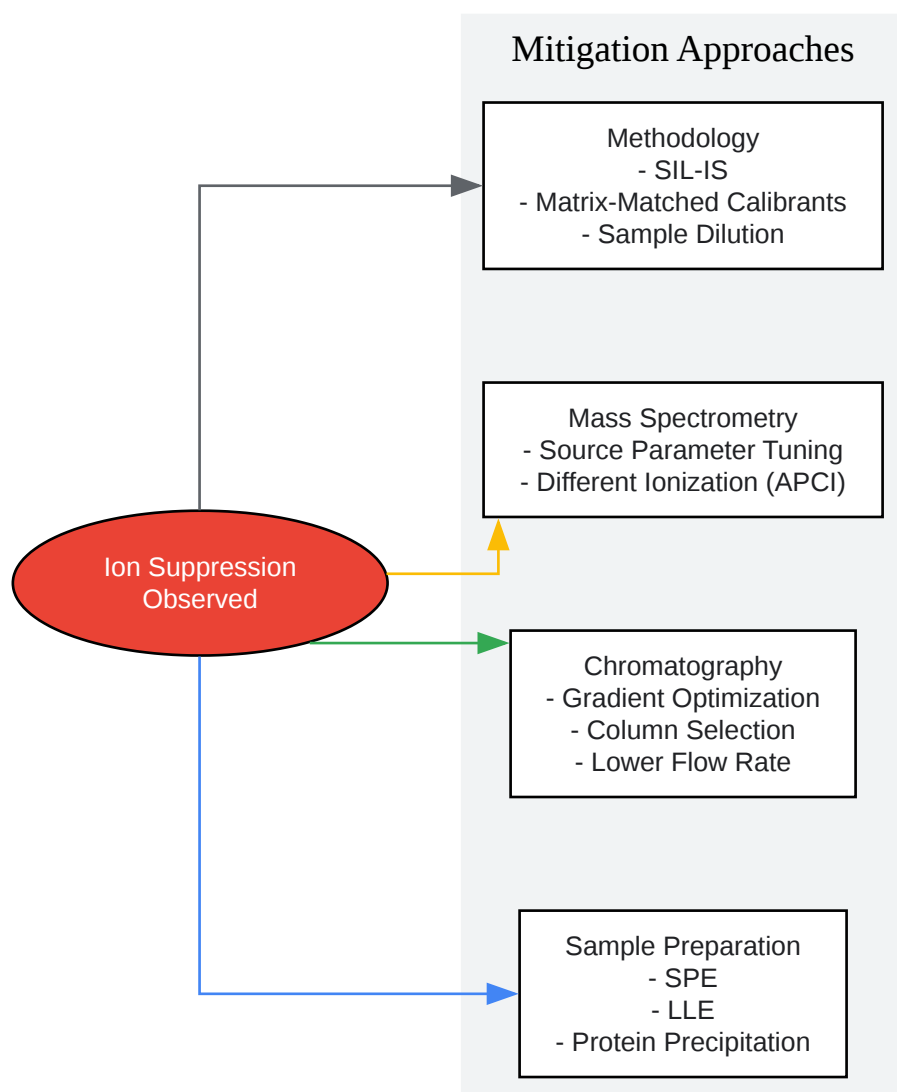 Mitigation Approaches
Methodology
- SIL-IS
- Matrix-Matched Calibrants
- Sample Dilution
Mass Spectrometry
- Source Parameter Tuning
- Different Ionization (APCI)
Ion Suppression
Observed
Chromatography
- Gradient Optimization
- Column Selection
- Lower Flow Rate
Sample Preparation
- SPE
- LLE
- Protein Precipitation